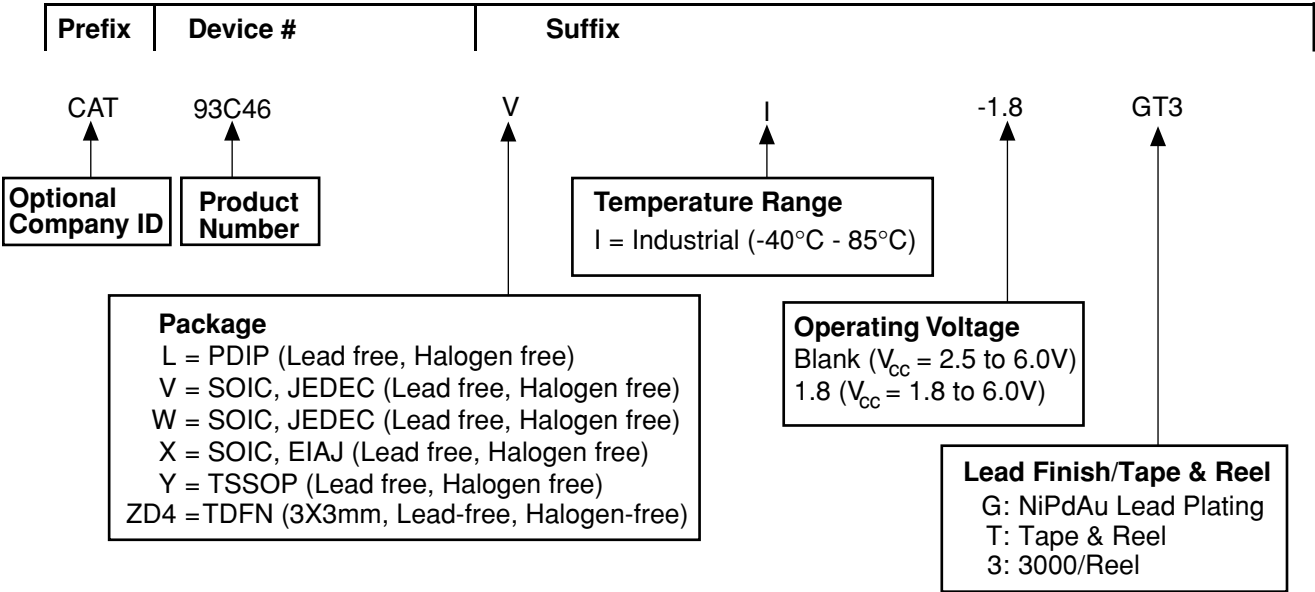 Prefix Device # Suffix
CAT 93C46 V I -1.8 GT3
Optional
Company ID
Product
Number
Temperature Range
I = Industrial (-40°C - 85°C)
Package
L = PDIP (Lead free, Halogen free)
V = SOIC, JEDEC (Lead free, Halogen free)
W = SOIC, JEDEC (Lead free, Halogen free)
X = SOIC, EIAJ (Lead free, Halogen free)
Y = TSSOP (Lead free, Halogen free)
ZD4 =TDFN (3X3mm, Lead-free, Halogen-free)
Operating Voltage
Blank (Vcc = 2.5 to 6.0V)
1.8 (Vcc = 1.8 to 6.0V)
Lead Finish/Tape & Reel
G: NiPdAu Lead Plating
T: Tape & Reel
3: 3000/Reel